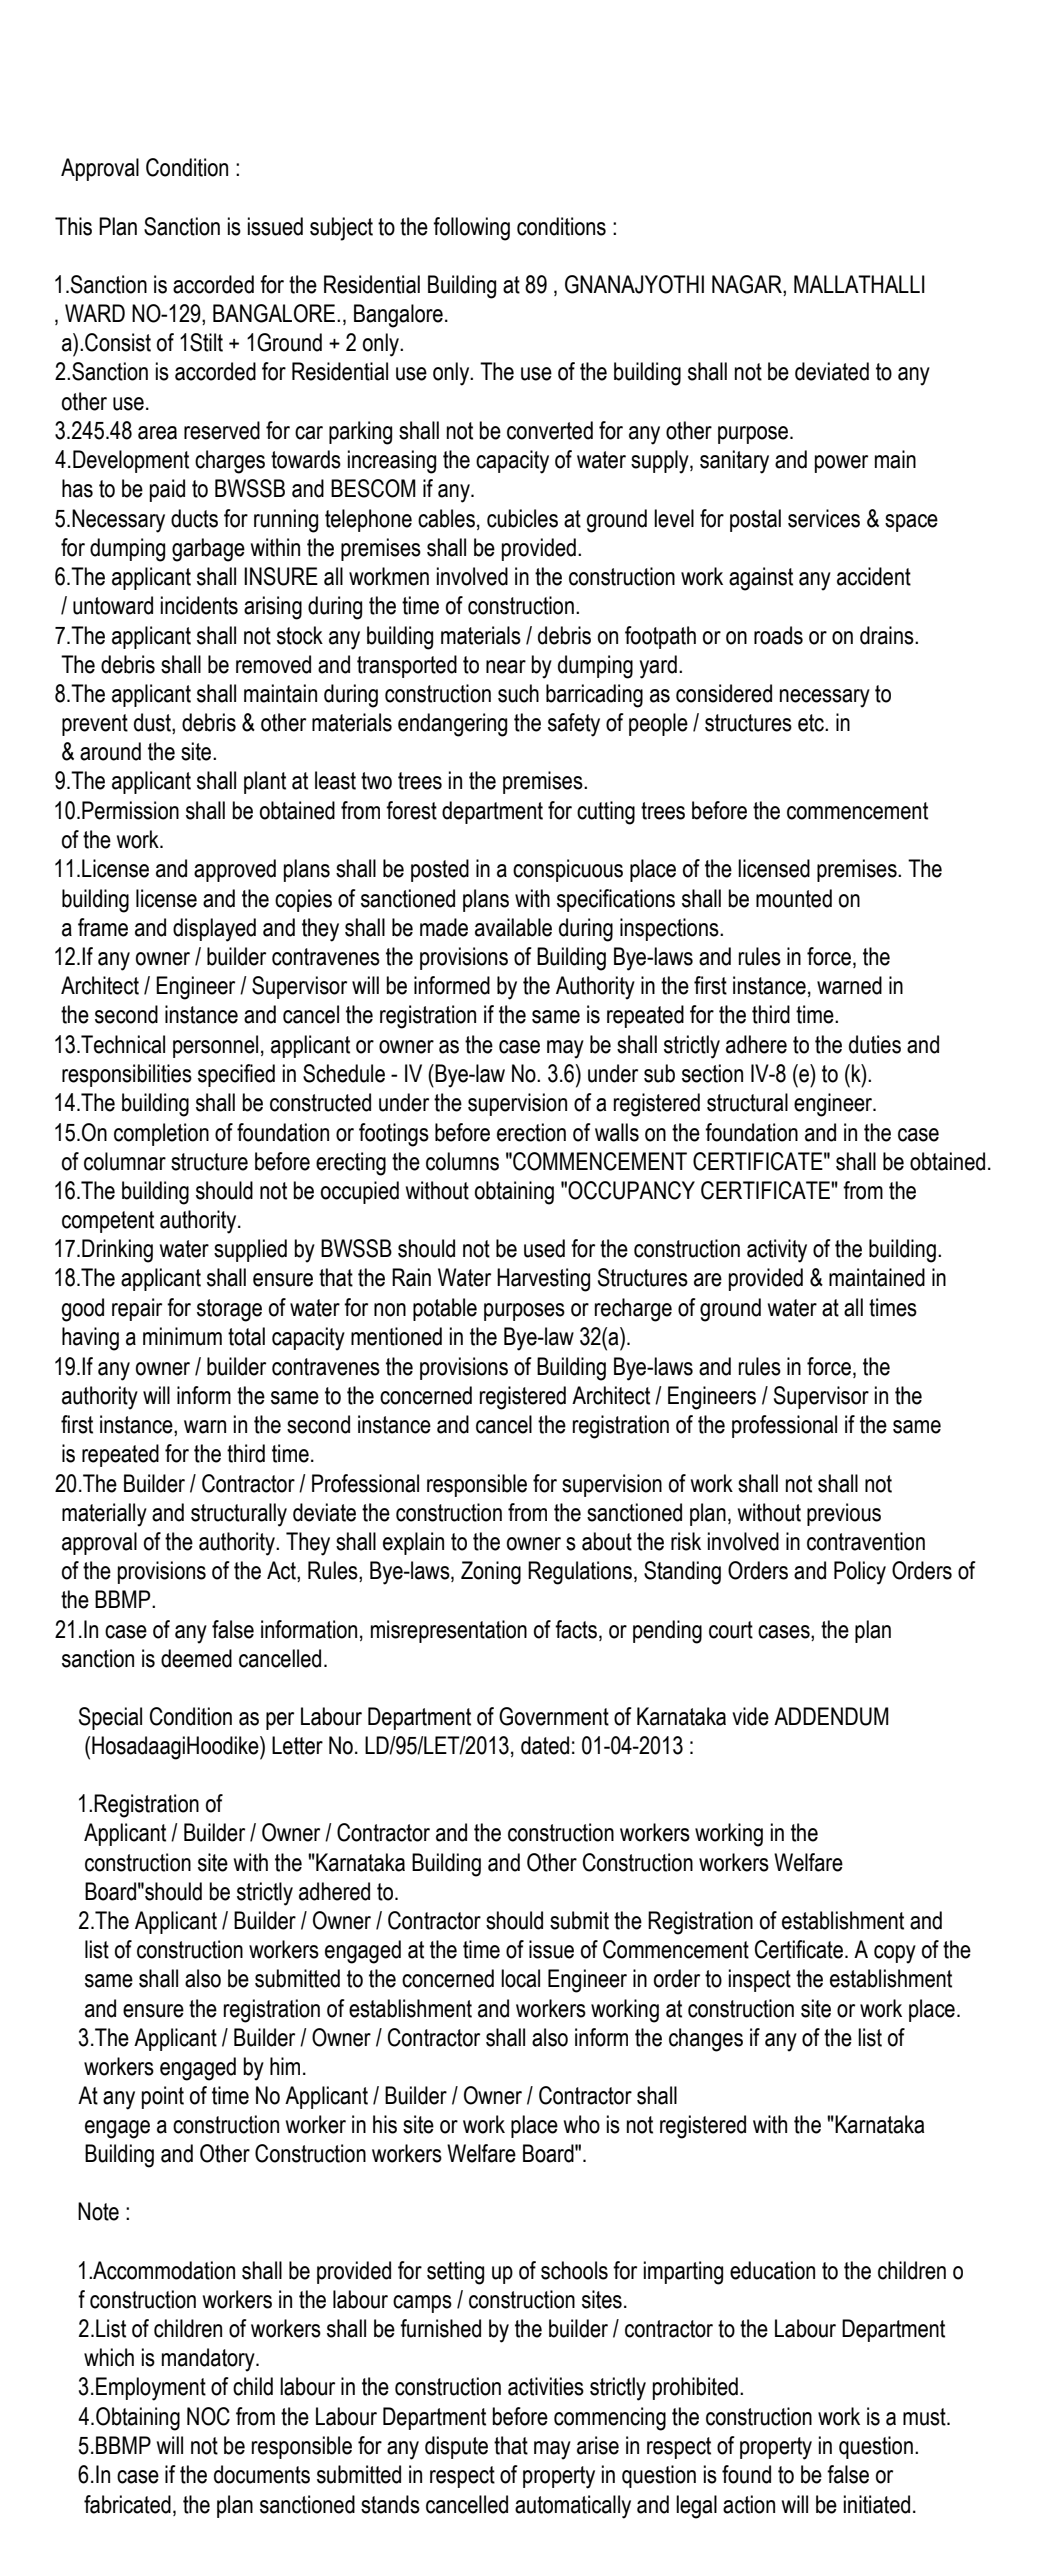 Approval Condition :
This Plan Sanction is issued subject to the following conditions :
1.Sanction is accorded for the Residential Building at 89 , GNANAJYOTHI NAGAR, MALLATHALLI
, WARD NO-129, BANGALORE., Bangalore.
a).Consist of 1Stilt + 1Ground + 2 only.
2.Sanction is accorded for Residential use only. The use of the building shall not be deviated to any
other use.
3.245.48 area reserved for car parking shall not be converted for any other purpose.
4.Development charges towards increasing the capacity of water supply, sanitary and power main
has to be paid to BWSSB and BESCOM if any.
5.Necessary ducts for running telephone cables, cubicles at ground level for postal services & space
for dumping garbage within the premises shall be provided.
6.The applicant shall INSURE all workmen involved in the construction work against any accident
/ untoward incidents arising during the time of construction.
7.The applicant shall not stock any building materials / debris on footpath or on roads or on drains.
The debris shall be removed and transported to near by dumping yard.
8.The applicant shall maintain during construction such barricading as considered necessary to
prevent dust, debris & other materials endangering the safety of people / structures etc. in
& around the site.
9.The applicant shall plant at least two trees in the premises.
10.Permission shall be obtained from forest department for cutting trees before the commencement
of the work.
11.License and approved plans shall be posted in a conspicuous place of the licensed premises. The
building license and the copies of sanctioned plans with specifications shall be mounted on
a frame and displayed and they shall be made available during inspections.
12.If any owner / builder contravenes the provisions of Building Bye-laws and rules in force, the
Architect / Engineer / Supervisor will be informed by the Authority in the first instance, warned in
the second instance and cancel the registration if the same is repeated for the third time.
13.Technical personnel, applicant or owner as the case may be shall strictly adhere to the duties and
responsibilities specified in Schedule - IV (Bye-law No. 3.6) under sub section IV-8 (e) to (k).
14.The building shall be constructed under the supervision of a registered structural engineer.
15.On completion of foundation or footings before erection of walls on the foundation and in the case
of columnar structure before erecting the columns "COMMENCEMENT CERTIFICATE" shall be obtained.
16.The building should not be occupied without obtaining "OCCUPANCY CERTIFICATE" from the
competent authority.
17.Drinking water supplied by BWSSB should not be used for the construction activity of the building.
18.The applicant shall ensure that the Rain Water Harvesting Structures are provided & maintained in
good repair for storage of water for non potable purposes or recharge of ground water at all times
having a minimum total capacity mentioned in the Bye-law 32(a).
19.If any owner / builder contravenes the provisions of Building Bye-laws and rules in force, the
authority will inform the same to the concerned registered Architect / Engineers / Supervisor in the
first instance, warn in the second instance and cancel the registration of the professional if the same
is repeated for the third time.
20.The Builder / Contractor / Professional responsible for supervision of work shall not shall not
materially and structurally deviate the construction from the sanctioned plan, without previous
approval of the authority. They shall explain to the owner s about the risk involved in contravention
of the provisions of the Act, Rules, Bye-laws, Zoning Regulations, Standing Orders and Policy Orders of
the BBMP.
21.In case of any false information, misrepresentation of facts, or pending court cases, the plan
sanction is deemed cancelled.
Special Condition as per Labour Department of Government of Karnataka vide ADDENDUM
(HosadaagiHoodike) Letter No. LD/95/LET/2013, dated: 01-04-2013 :
1.Registration of
Applicant / Builder / Owner / Contractor and the construction workers working in the
construction site with the "Karnataka Building and Other Construction workers Welfare
Board"should be strictly adhered to.
2.The Applicant / Builder / Owner / Contractor should submit the Registration of establishment and
list of construction workers engaged at the time of issue of Commencement Certificate. A copy of the
same shall also be submitted to the concerned local Engineer in order to inspect the establishment
and ensure the registration of establishment and workers working at construction site or work place.
3.The Applicant / Builder / Owner / Contractor shall also inform the changes if any of the list of
workers engaged by him.
At any point of time No Applicant / Builder / Owner / Contractor shall
engage a construction worker in his site or work place who is not registered with the "Karnataka
Building and Other Construction workers Welfare Board".
Note :
1.Accommodation shall be provided for setting up of schools for imparting education to the children o
f construction workers in the labour camps / construction sites.
2.List of children of workers shall be furnished by the builder / contractor to the Labour Department
which is mandatory.
3.Employment of child labour in the construction activities strictly prohibited.
4.Obtaining NOC from the Labour Department before commencing the construction work is a must.
5.BBMP will not be responsible for any dispute that may arise in respect of property in question.
6.In case if the documents submitted in respect of property in question is found to be false or
fabricated, the plan sanctioned stands cancelled automatically and legal action will be initiated.